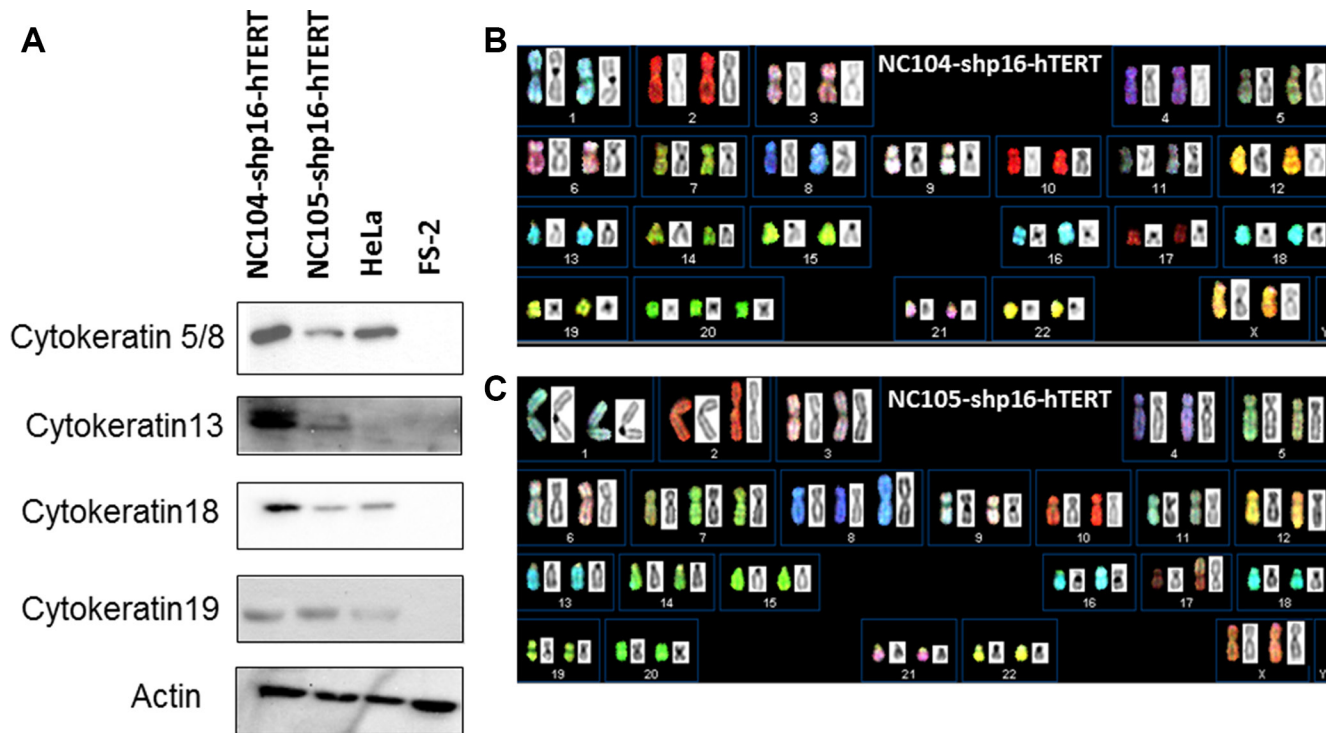 A
NC104-shp16-hTERT
NC105-shp16-hTERT
HeLa
FS-2
Cytokeratin 5/8
Cytokeratin13
Cytokeratin18
Cytokeratin19
Actin
B
NC104-shp16-hTERT
1 2 3 4 5
6 7 8 9 10 11 12
13 14 15 16 17 18
19 20 21 22 X Y
C
NC105-shp16-hTERT
1 2 3 4 5
6 7 8 9 10 11 12
13 14 15 16 17 18
19 20 21 22 X Y